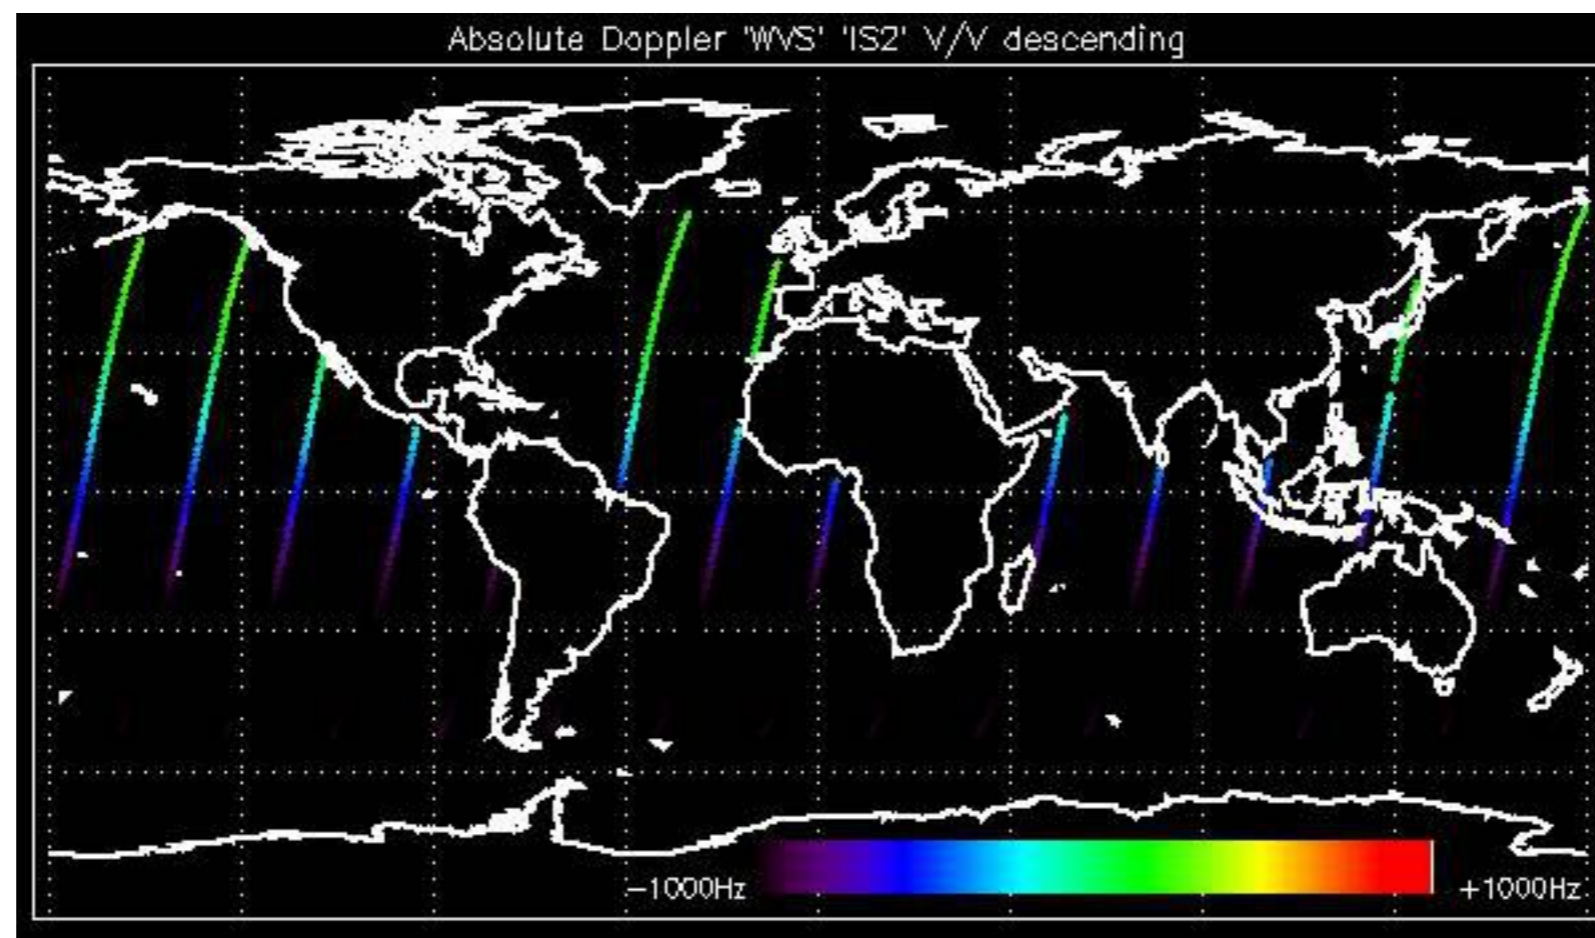 Absolute Doppler 'WVS' 'IS2' V/V descending
−1000Hz
+1000Hz